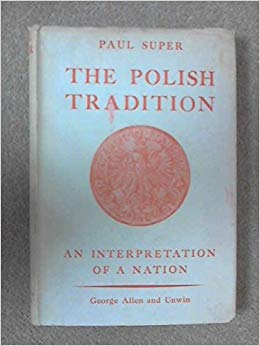 PAUL SUPER
THE POLISH
TRADITION
AN INTERPRETATION
OF A NATION
George Allen and Unwin